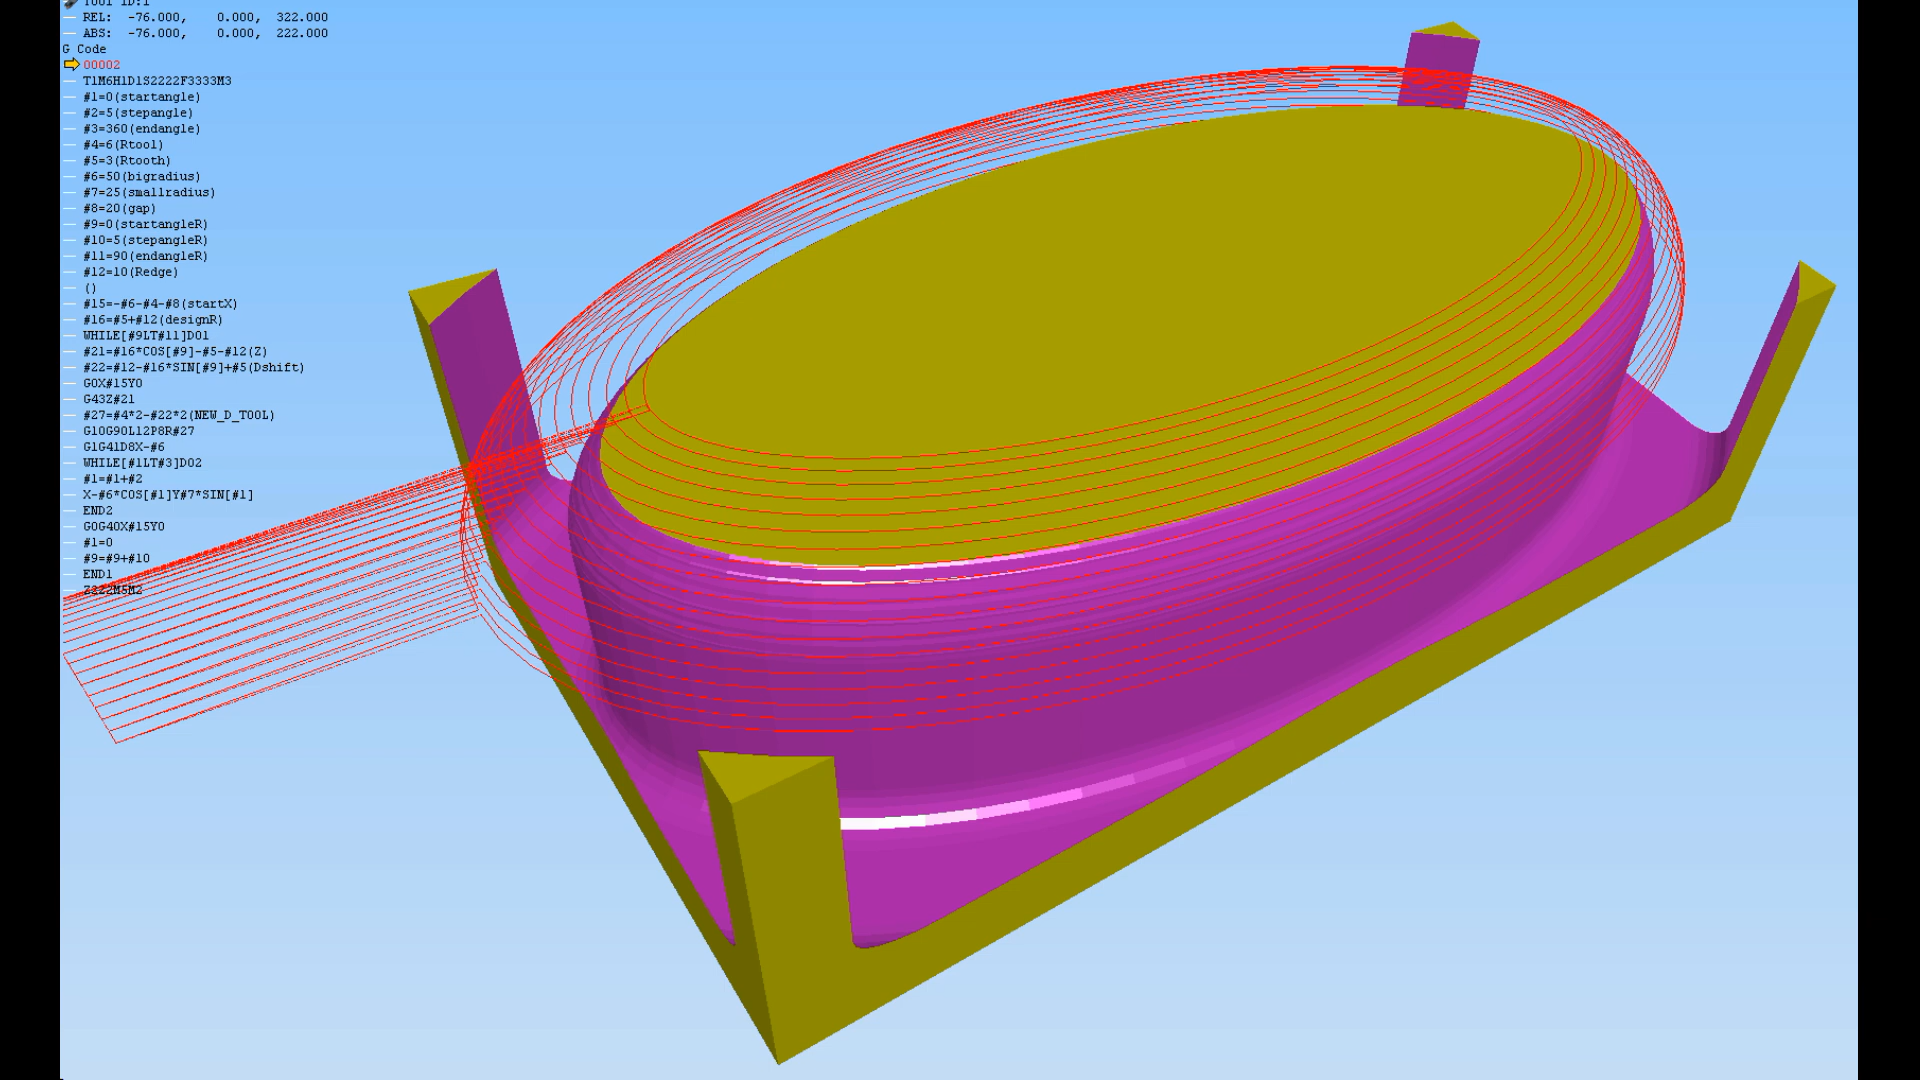 Tool ID:1
REL: -76.000, 0.000, 322.000
ABS: -76.000, 0.000, 222.000
G Code
O0002
T1M6H1D1S2222F3333M3
#1=0(startangle)
#2=5(stepangle)
#3=360(endangle)
#4=6(Rtool)
#5=3(Rtooth)
#6=50(bigradius)
#7=25(smallradius)
#8=20(gap)
#9=0(startangleR)
#10=5(stepangleR)
#11=90(endangleR)
#12=10(Redge)
()
#15=-#6-#4-#8(startX)
#16=#5+#12(designR)
WHILE[#9LT#11]DO1
#21=#16*COS[#9]-#5-#12(Z)
#22=#12-#16*SIN[#9]+#5(Dshift)
G0X#15Y0
G43Z#21
#27=#4*2-#22*2(NEW_D_TOOL)
G10G90L12P8R#27
G1G41D8X-#6
WHILE[#1LT#3]DO2
#1=#1+#2
X-#6*COS[#1]Y#7*SIN[#1]
END2
G0G40X#15Y0
#1=0
#9=#9+#10
END1
Z222M5M2